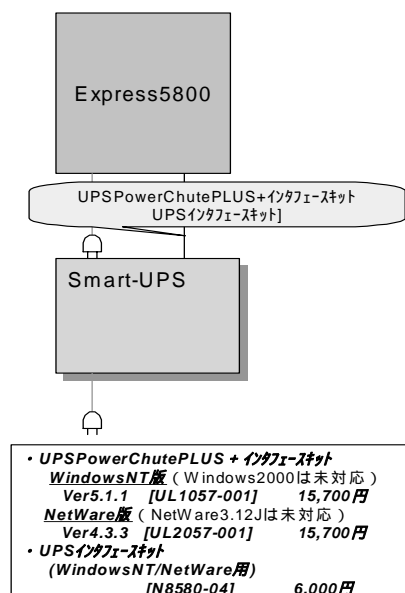 Express5800
UPSPowerChutePLUS+インタフェースキット
UPSインタフェースキット]
Smart-UPS
・UPSPowerChutePLUS + インタフェースキット
WindowsNT版（Windows2000は未対応）
Ver5.1.1 [UL1057-001] 15,700円
NetWare版（NetWare3.12Jは未対応）
Ver4.3.3 [UL2057-001] 15,700円
・UPSインタフェースキット
(WindowsNT/NetWare用)
[N8580-04] 6,000円